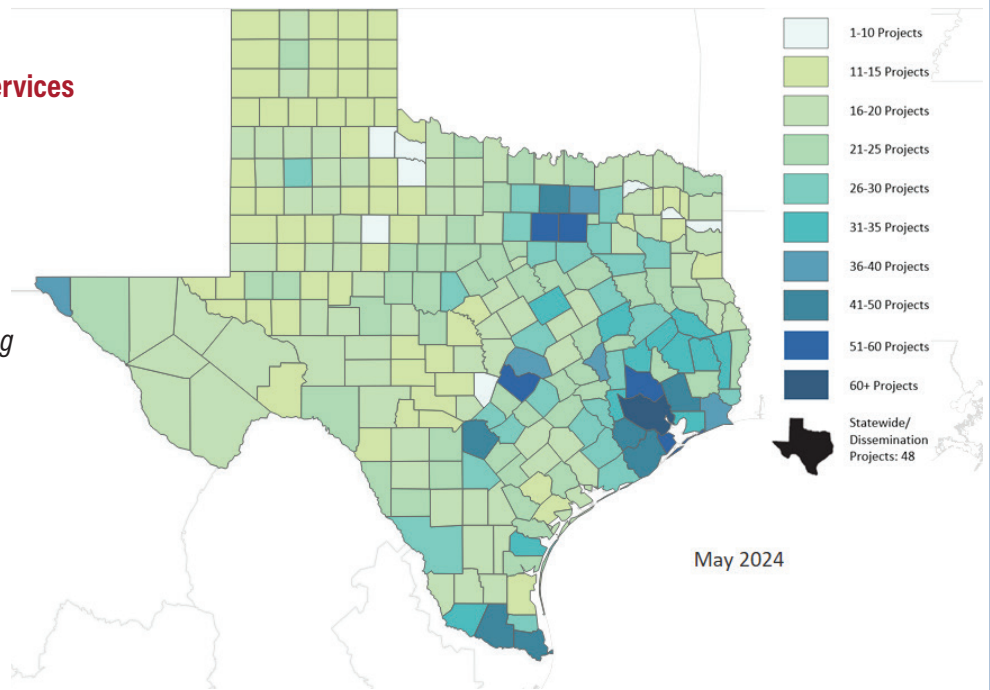 ervices
g
1-10 Projects
11-15 Projects
16-20 Projects
21-25 Projects
26-30 Projects
31-35 Projects
36-40 Projects
41-50 Projects
51-60 Projects
60+ Projects
Statewide/
Dissemination
Projects: 48
May 2024